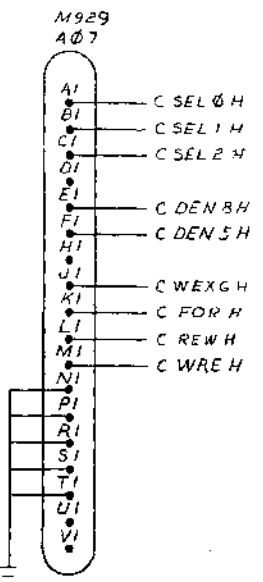 M929
AØ7
A1
B1
C1
D1
E1
F1
H1
J1
K1
L1
M1
N1
P1
R1
S1
T1
U1
V1
C SEL Ø H
C SEL 1 H
C SEL 2 H
C DEN 8 H
C DEN 5 H
C WEXG H
C FOR H
C REW H
C WRE H